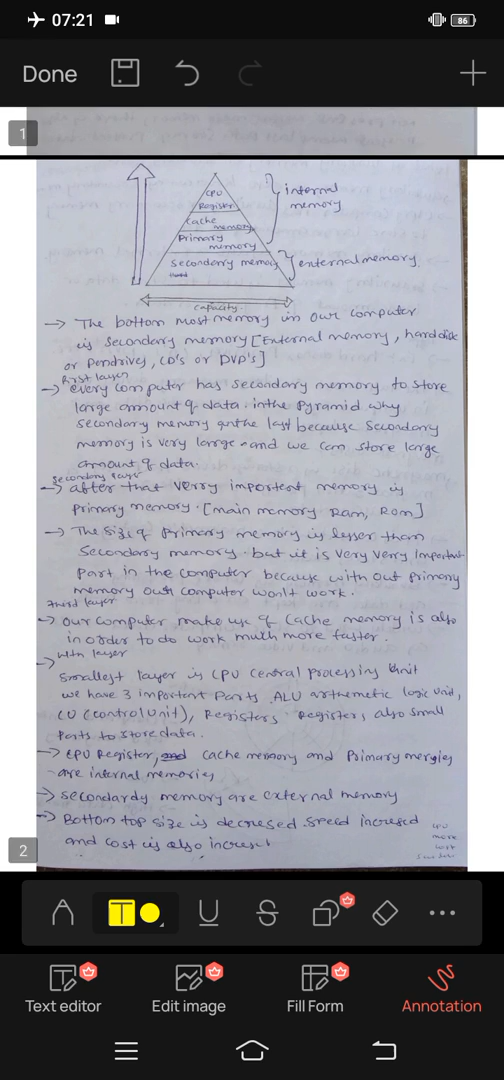 07:21
86
Done
1
CPU
Register
Cache
memory
Primary
memory
Secondary memory
internal
memory
external memory
capacity
→ The bottom most memory in our computer
is Secondary memory [External memory, hard disk
or Pendrives, CD's or DVD's]
first layer
→ every computer has secondary memory to store
large amount of data. in the pyramid why
secondary memory on the last because secondary
memory is very large and we can store large
amount of data.
secondary layer
→ after that verry important memory is
primary memory. [main memory Ram, Rom]
→ The size of primary memory is lesser than
Secondary memory. but it is very very important
part in the computer because with out primary
memory our computer won't work.
third layer
→ our computer make up of cache memory is also
in order to do work much more faster.
→
Smallest layer is CPU central processing unit
we have 3 important parts ALU arthemetic logic unit,
CU (control unit), Registers. Registers also small
parts to store data.
→ CPU Register, cache memory and Primary
are internal memories
→ secondardy memory are external memory
→ Bottom top size is decresed speed incresed
and cost is also
cpu
more
cost
2
Text editor
Edit image
Fill Form
Annotation